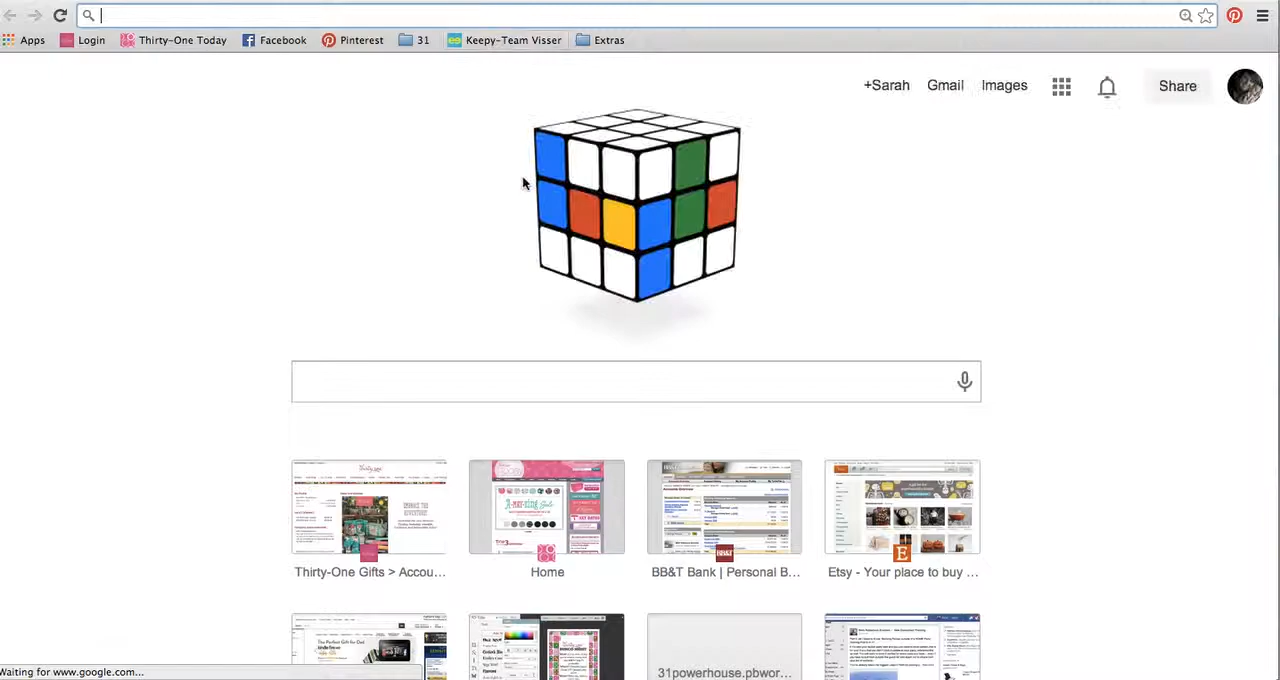 Apps Login Thirty-One Today Facebook Pinterest 31 Keepy-Team Visser Extras
+Sarah Gmail Images Share
Thirty-One Gifts > Accou... Home BB&T Bank | Personal B... Etsy - Your place to buy ...
31powerhouse.pbwor...
Waiting for www.google.com...